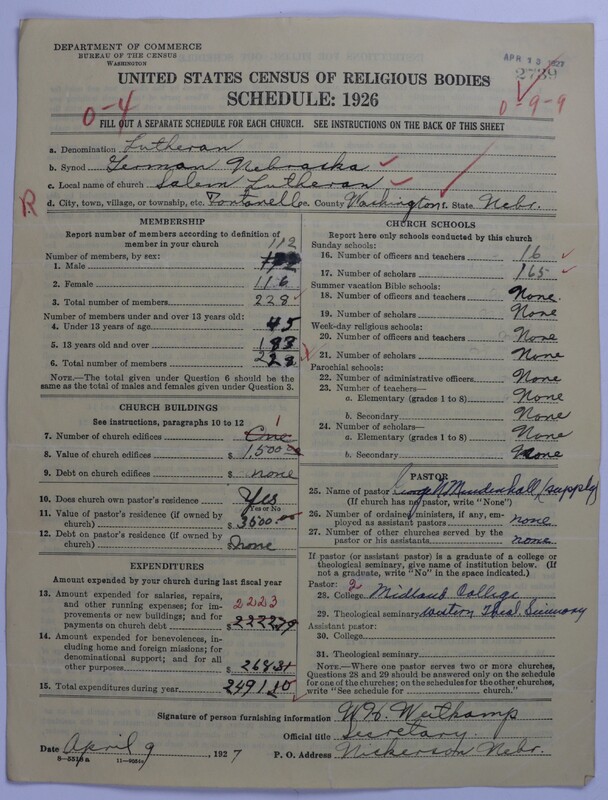 DEPARTMENT OF COMMERCE
BUREAU OF THE CENSUS
WASHINGTON
APR 13 1927
2739
UNITED STATES CENSUS OF RELIGIOUS BODIES
SCHEDULE: 1926
0-4
0-9-9
FILL OUT A SEPARATE SCHEDULE FOR EACH CHURCH. SEE INSTRUCTIONS ON THE BACK OF THIS SHEET
a. Denomination Lutheran
b. Synod German Nebraska
c. Local name of church Salem Lutheran
R
d. City, town, village, or township, etc. Fontanelle e. County Washington f. State Nebr.
MEMBERSHIP
Report number of members according to definition of member in your church
Number of members, by sex:
1. Male 112
2. Female 116
3. Total number of members 228
Number of members under and over 13 years old:
4. Under 13 years of age 45
5. 13 years old and over 183
6. Total number of members 228
NOTE.—The total given under Question 6 should be the same as the total of males and females given under Question 3.
CHURCH BUILDINGS
See instructions, paragraphs 10 to 12
7. Number of church edifices One 1
8. Value of church edifices $ 1,500
9. Debt on church edifices $ none
10. Does church own pastor's residence Yes
Yes or No
11. Value of pastor's residence (if owned by church) $ 3500.00
12. Debt on pastor's residence (if owned by church) $ None
EXPENDITURES
Amount expended by your church during last fiscal year
13. Amount expended for salaries, repairs, and other running expenses; for improvements or new buildings; and for payments on church debt $ 2223
14. Amount expended for benevolences, including home and foreign missions; for denominational support; and for all other purposes $ 268.31
15. Total expenditures during year 2491.10
CHURCH SCHOOLS
Report here only schools conducted by this church
Sunday schools:
16. Number of officers and teachers 16
17. Number of scholars 165
Summer vacation Bible schools:
18. Number of officers and teachers None.
19. Number of scholars None
Week-day religious schools:
20. Number of officers and teachers None
21. Number of scholars None
Parochial schools:
22. Number of administrative officers None
23. Number of teachers—
a. Elementary (grades 1 to 8) None
b. Secondary None
24. Number of scholars—
a. Elementary (grades 1 to 8) None
b. Secondary None
PASTOR
25. Name of pastor George N. Mendenhall (supply)
(If church has no pastor, write "None")
26. Number of ordained ministers, if any, employed as assistant pastors none
27. Number of other churches served by the pastor or his assistants none
If pastor (or assistant pastor) is a graduate of a college or theological seminary, give name of institution below. (If not a graduate, write "No" in the space indicated.)
Pastor: 2
28. College Midland College
29. Theological seminary Western Theol Seminary
Assistant pastor:
30. College
31. Theological seminary
NOTE.—Where one pastor serves two or more churches, Questions 28 and 29 should be answered only on the schedule for one of the churches; on the schedules for the other churches, write "See schedule for church."
Signature of person furnishing information W. H. Weitkamp
Official title Secretary.
Date April 9, 1927 P. O. Address Nickerson Nebr.